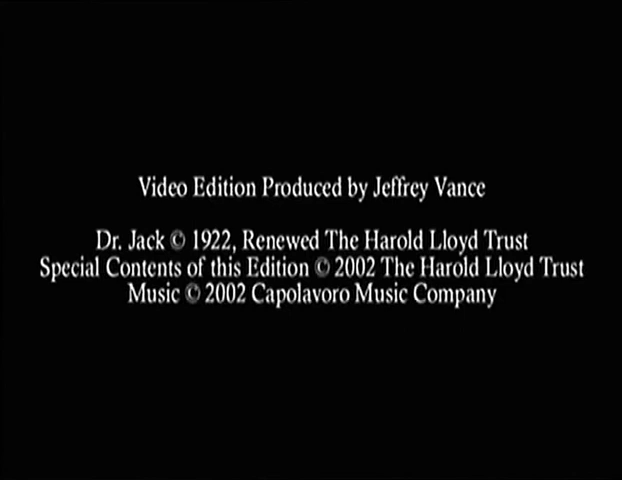 Video Edition Produced by Jeffrey Vance
Dr. Jack © 1922, Renewed The Harold Lloyd Trust
Special Contents of this Edition © 2002 The Harold Lloyd Trust
Music © 2002 Capolavoro Music Company